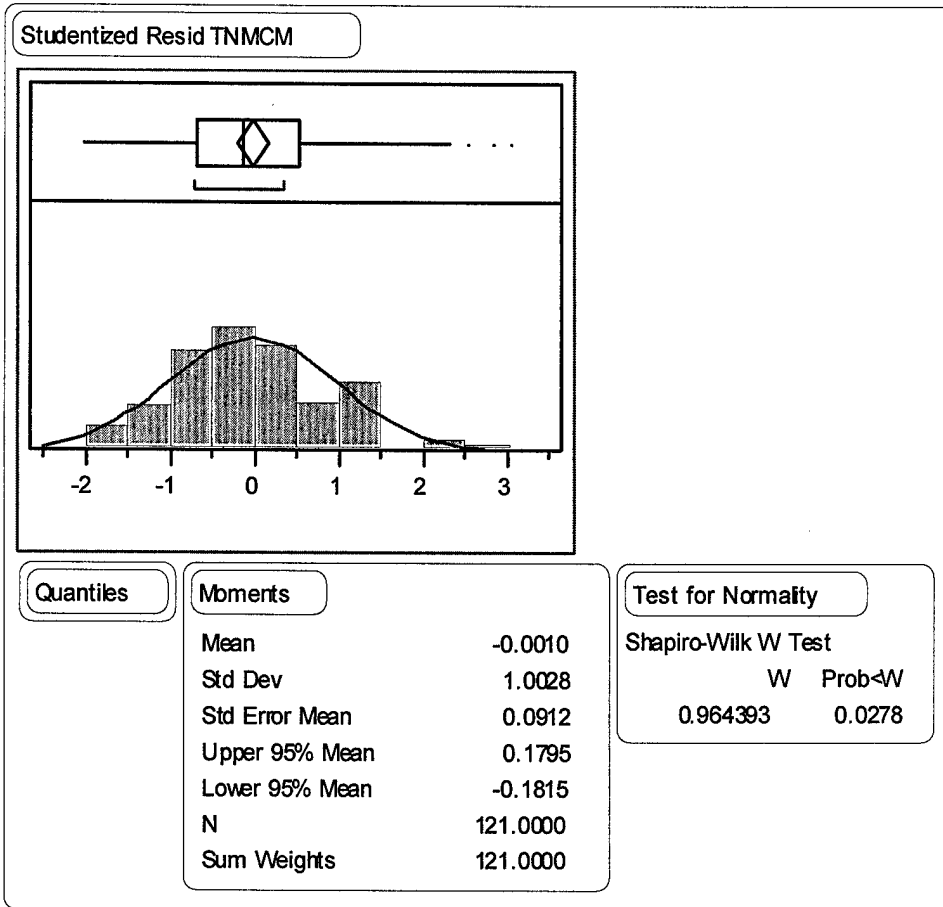 Studentized Resid TNMCM
-2 -1 0 1 2 3
Quantiles
Moments
Mean -0.0010
Std Dev 1.0028
Std Error Mean 0.0912
Upper 95% Mean 0.1795
Lower 95% Mean -0.1815
N 121.0000
Sum Weights 121.0000
Test for Normality
Shapiro-Wilk W Test
W Prob<W
0.964393 0.0278